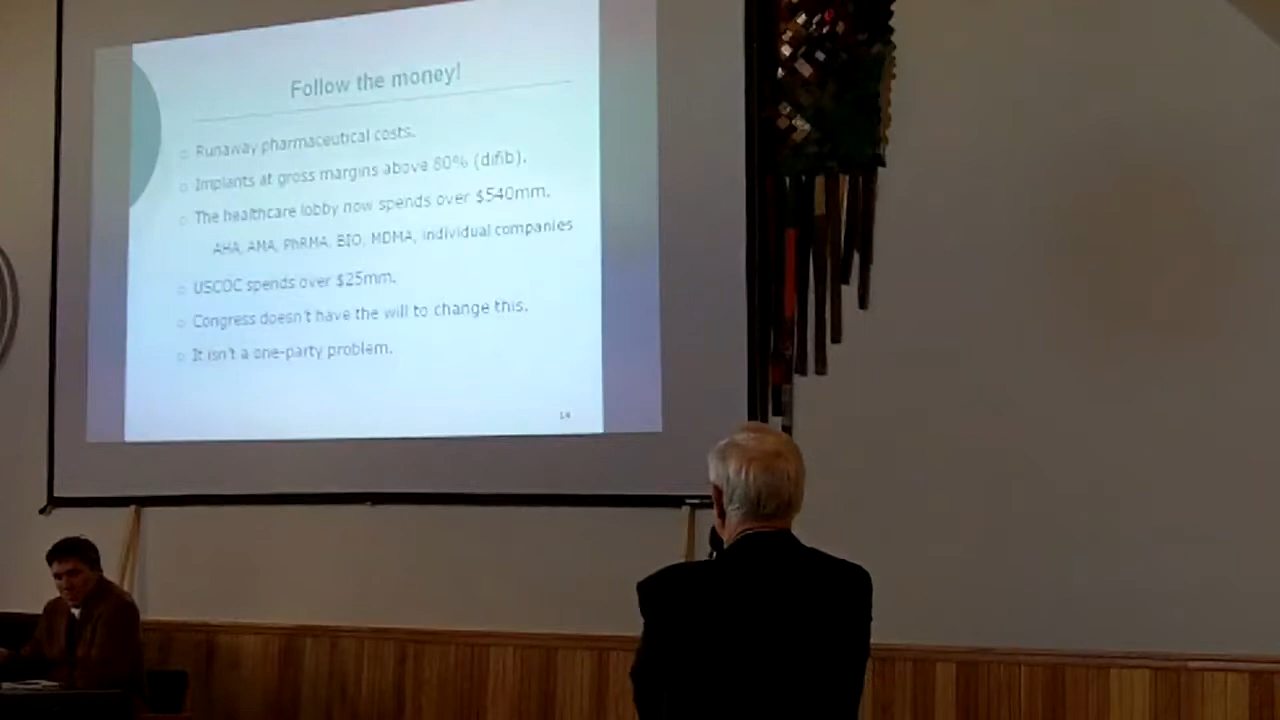 Follow the money!
Runaway pharmaceutical costs.
Implants at gross margins above 80% (difib).
The healthcare lobby now spends over $540mm.
AHA, AMA, PhRMA, BIO, MDMA, individual companies
USCOC spends over $25mm.
Congress doesn't have the will to change this.
It isn't a one-party problem.
14